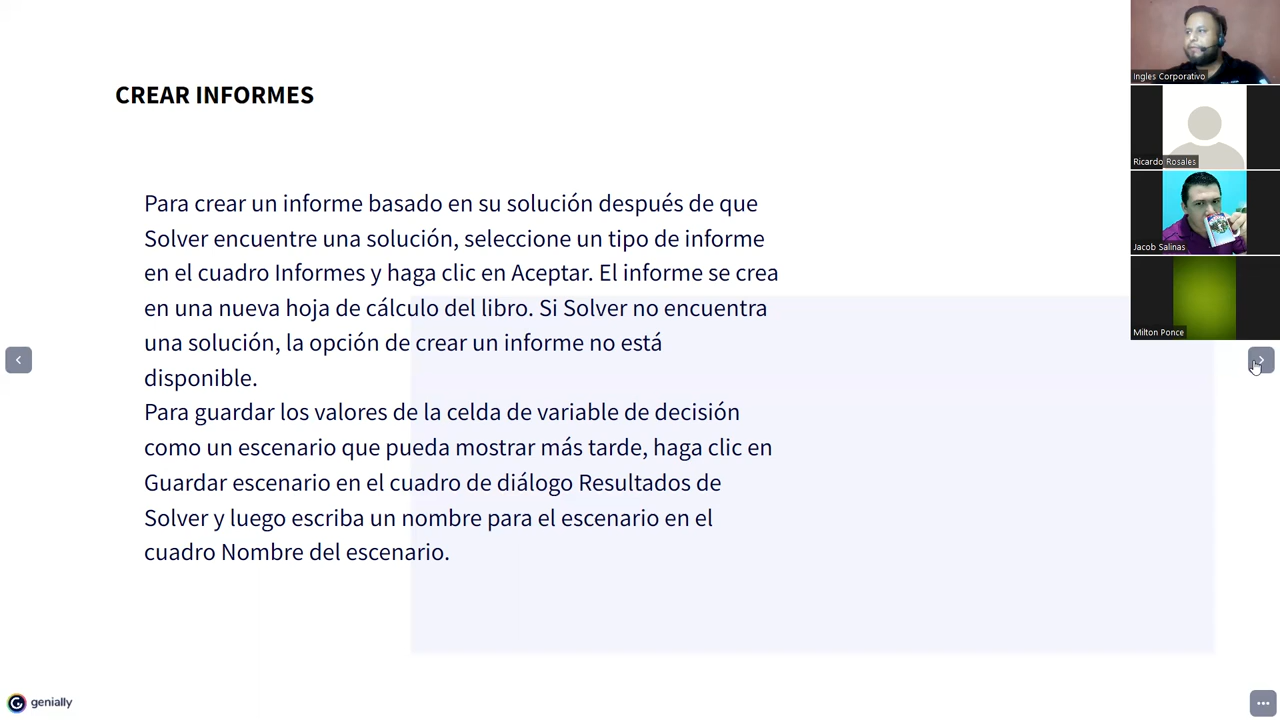 CREAR INFORMES
Para crear un informe basado en su solución después de que
Solver encuentre una solución, seleccione un tipo de informe
en el cuadro Informes y haga clic en Aceptar. El informe se crea
en una nueva hoja de cálculo del libro. Si Solver no encuentra
una solución, la opción de crear un informe no está
disponible.
Para guardar los valores de la celda de variable de decisión
como un escenario que pueda mostrar más tarde, haga clic en
Guardar escenario en el cuadro de diálogo Resultados de
Solver y luego escriba un nombre para el escenario en el
cuadro Nombre del escenario.
Ingles Corporativo
Ricardo Rosales
Jacob Salinas
Milton Ponce
genially